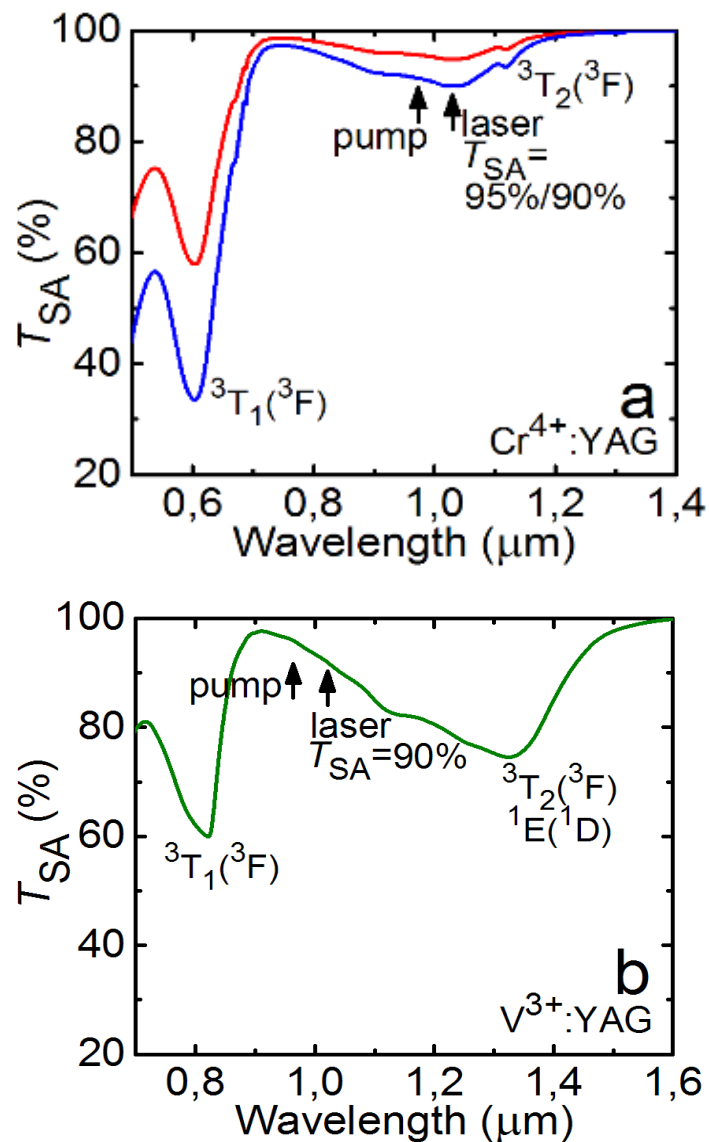 100
80
60
40
20
T_SA (%)
³T₂(³F)
pump
laser
T_SA=
95%/90%
³T₁(³F)
a
Cr⁴⁺:YAG
0,6 0,8 1,0 1,2 1,4
Wavelength (μm)
100
80
60
40
20
T_SA (%)
pump
laser
T_SA=90%
³T₂(³F)
¹E(¹D)
³T₁(³F)
b
V³⁺:YAG
0,8 1,0 1,2 1,4 1,6
Wavelength (μm)